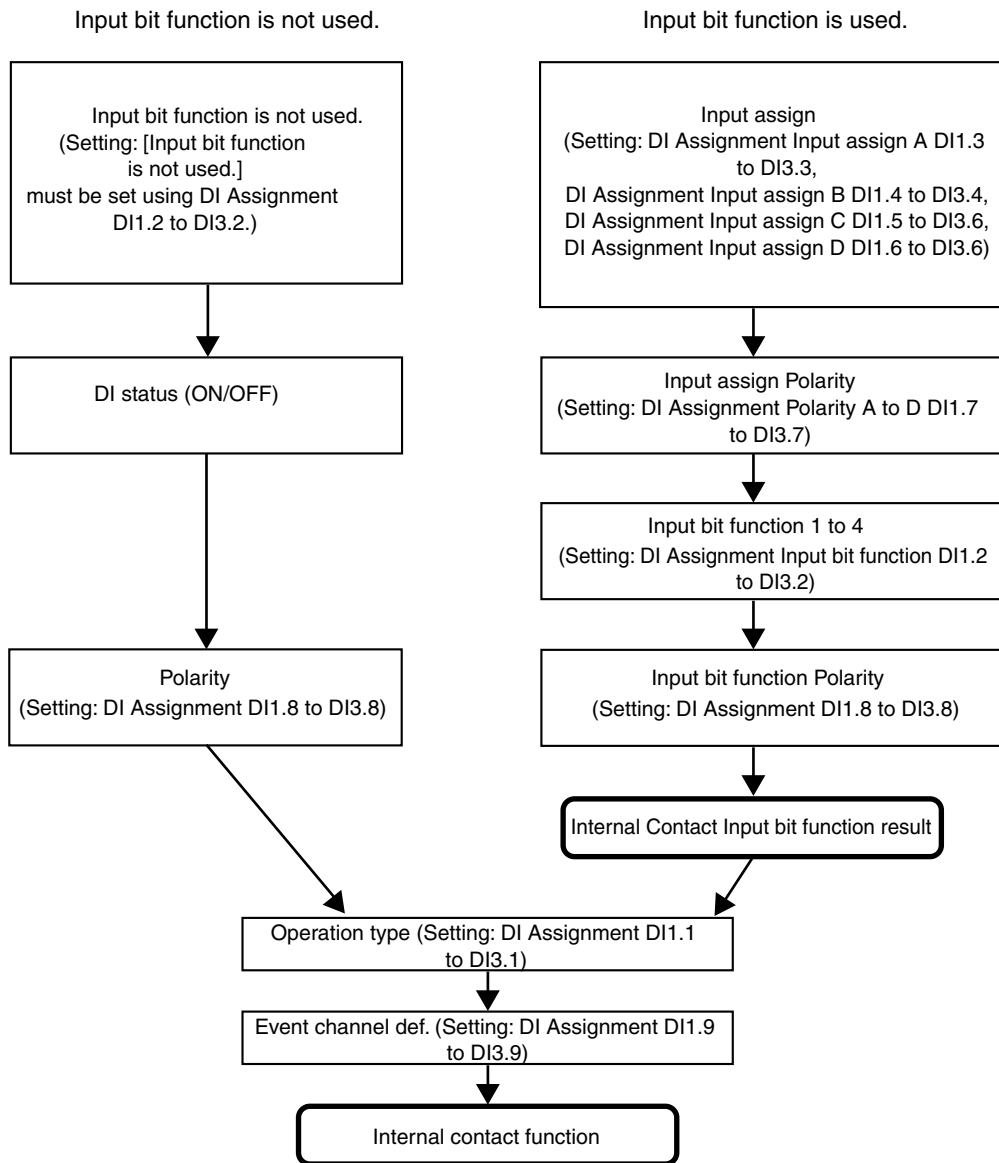 Input bit function is not used.
Input bit function is used.
Input bit function is not used.
(Setting: [Input bit function
is not used.]
must be set using DI Assignment
DI1.2 to DI3.2.)
DI status (ON/OFF)
Polarity
(Setting: DI Assignment DI1.8 to DI3.8)
Input assign
(Setting: DI Assignment Input assign A DI1.3
to DI3.3,
DI Assignment Input assign B DI1.4 to DI3.4,
DI Assignment Input assign C DI1.5 to DI3.6,
DI Assignment Input assign D DI1.6 to DI3.6)
Input assign Polarity
(Setting: DI Assignment Polarity A to D DI1.7
to DI3.7)
Input bit function 1 to 4
(Setting: DI Assignment Input bit function DI1.2
to DI3.2)
Input bit function Polarity
(Setting: DI Assignment DI1.8 to DI3.8)
Internal Contact Input bit function result
Operation type (Setting: DI Assignment DI1.1
to DI3.1)
Event channel def. (Setting: DI Assignment DI1.9
to DI3.9)
Internal contact function